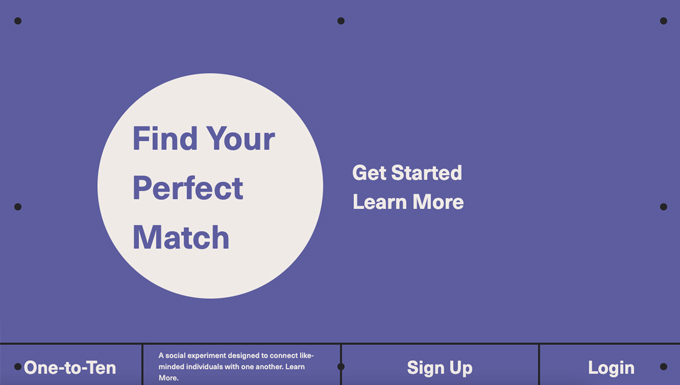 Find Your
Perfect
Match
Get Started
Learn More
One-to-Ten
A social experiment designed to connect like-
minded individuals with one another. Learn
More.
Sign Up
Login